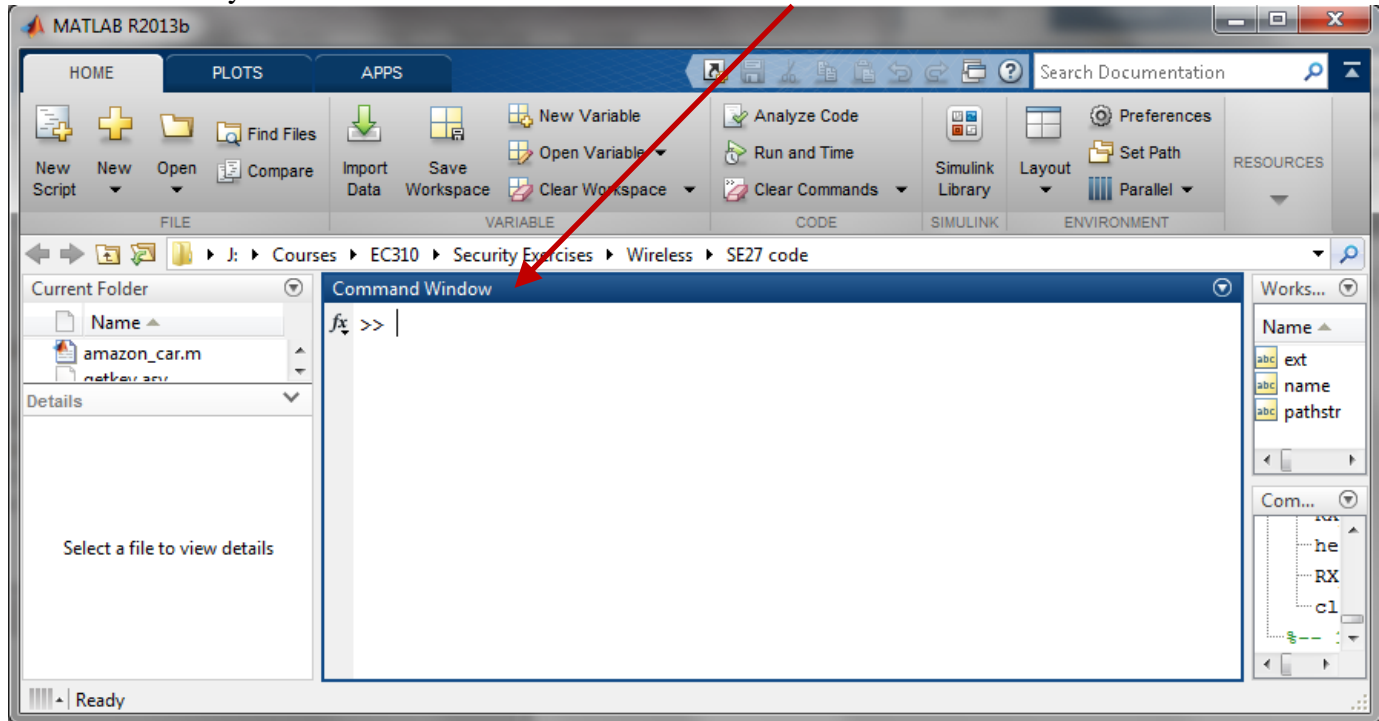 MATLAB R2013b
HOME PLOTS APPS Search Documentation
New Script
New
Open
Find Files
Compare
FILE
Import Data
Save Workspace
New Variable
Open Variable
Clear Workspace
VARIABLE
Analyze Code
Run and Time
Clear Commands
CODE
Simulink Library
SIMULINK
Layout
Preferences
Set Path
Parallel
ENVIRONMENT
RESOURCES
J: Courses EC310 Security Exercises Wireless SE27 code
Current Folder
Name
amazon_car.m
Details
Select a file to view details
Command Window
fx >>
Works...
Name
abc ext
abc name
abc pathstr
Com...
he
RX
cl
%--
Ready